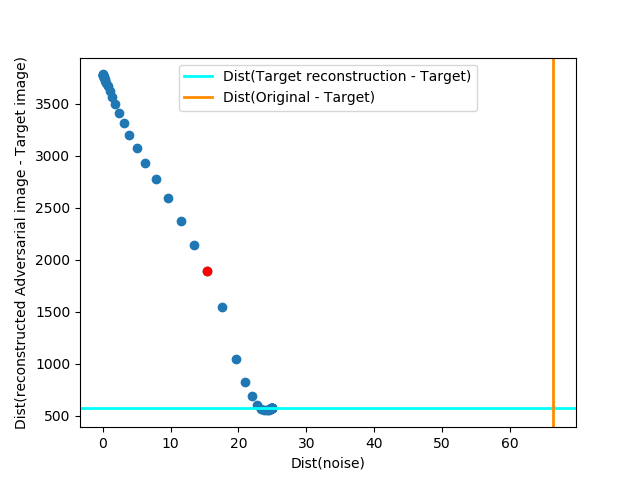 Dist(Target reconstruction - Target)
Dist(Original - Target)
Dist(reconstructed Adversarial image - Target image)
3500
3000
2500
2000
1500
1000
500
0 10 20 30 40 50 60
Dist(noise)